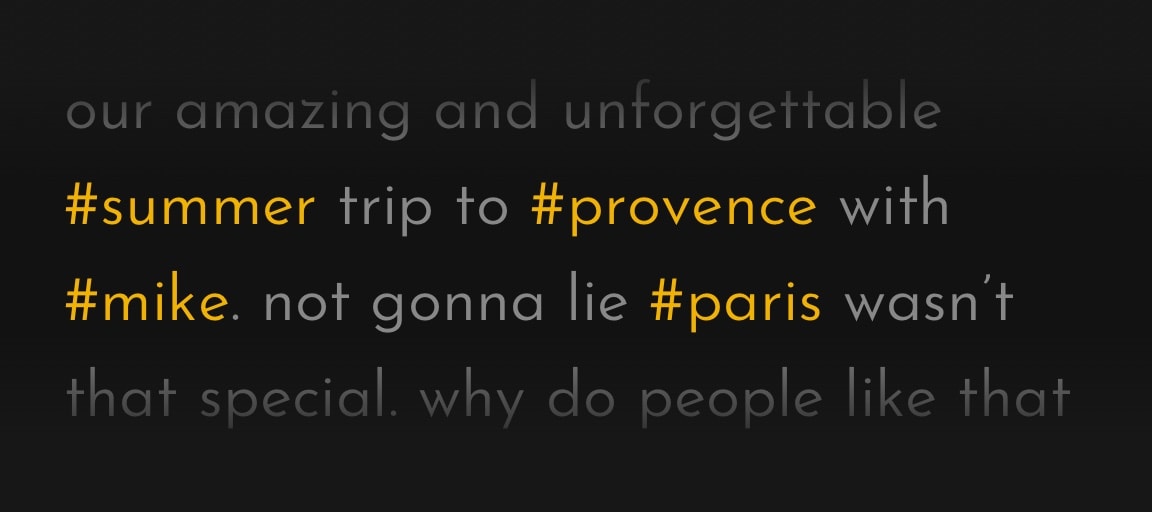 our amazing and unforgettable
#summer trip to #provence with
#mike. not gonna lie #paris wasn’t
that special. why do people like that